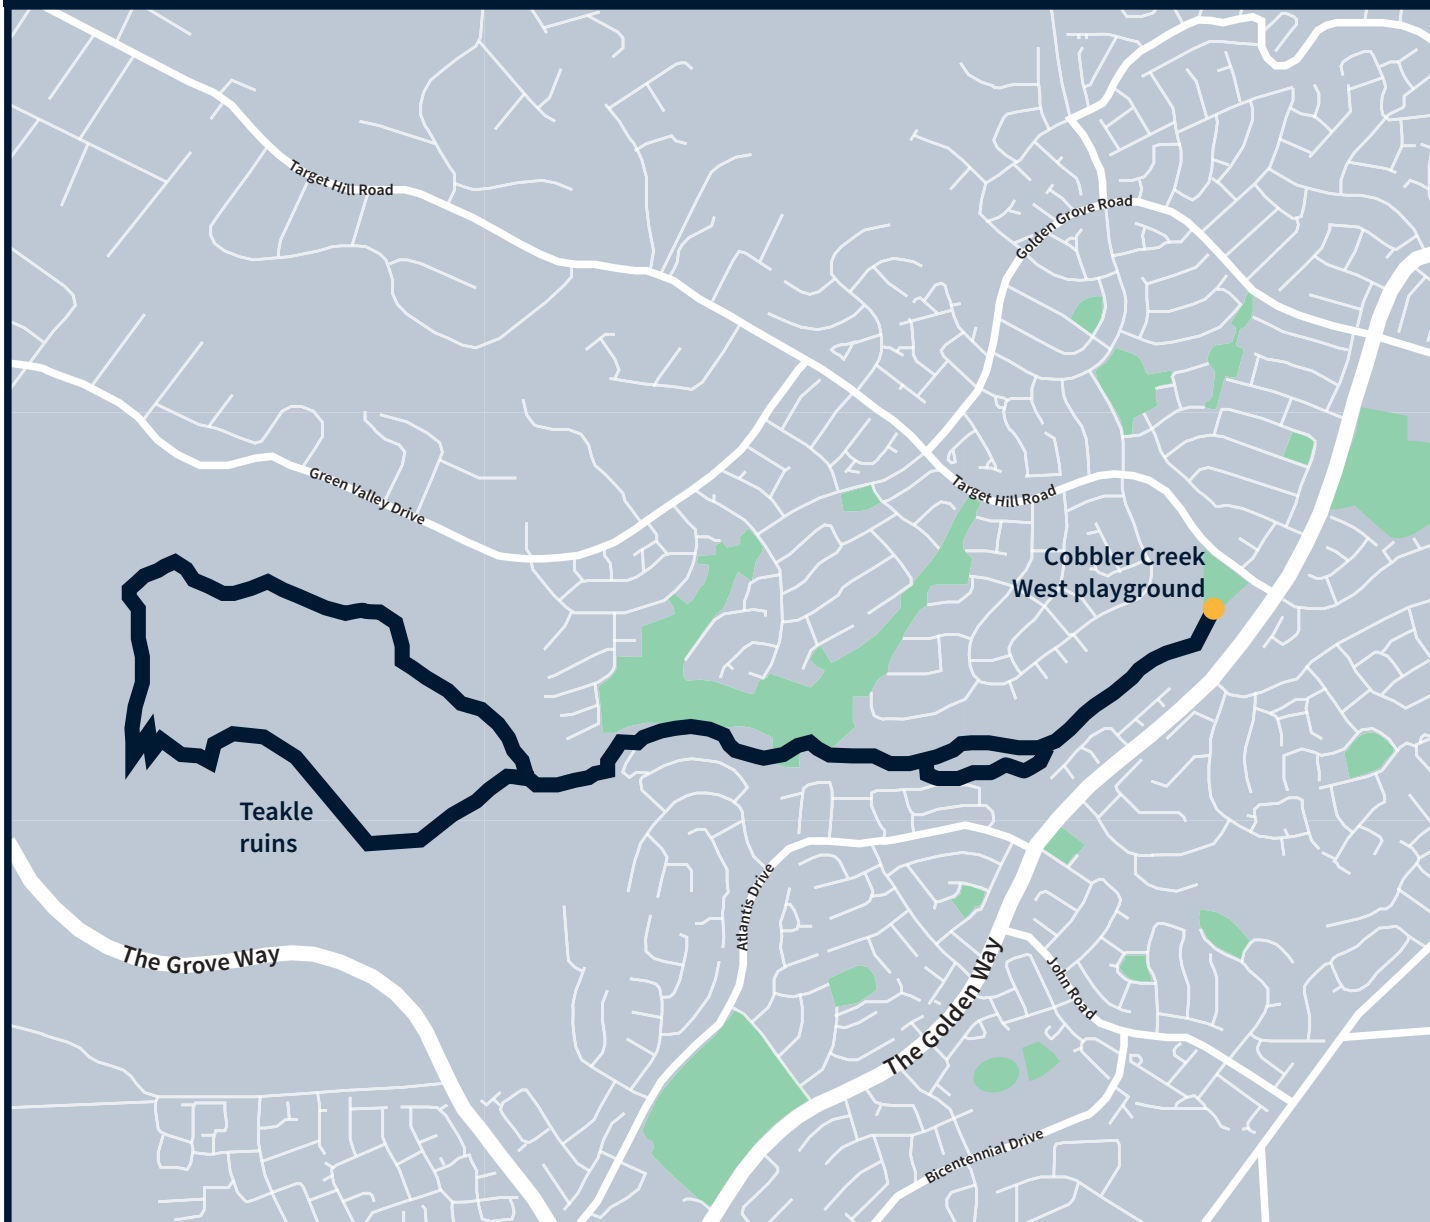 Target Hill Road
Golden Grove Road
Green Valley Drive
Target Hill Road
Cobbler Creek
West playground
Teakle
ruins
Atlantis Drive
The Grove Way
The Golden Way
John Road
Bicentennial Drive